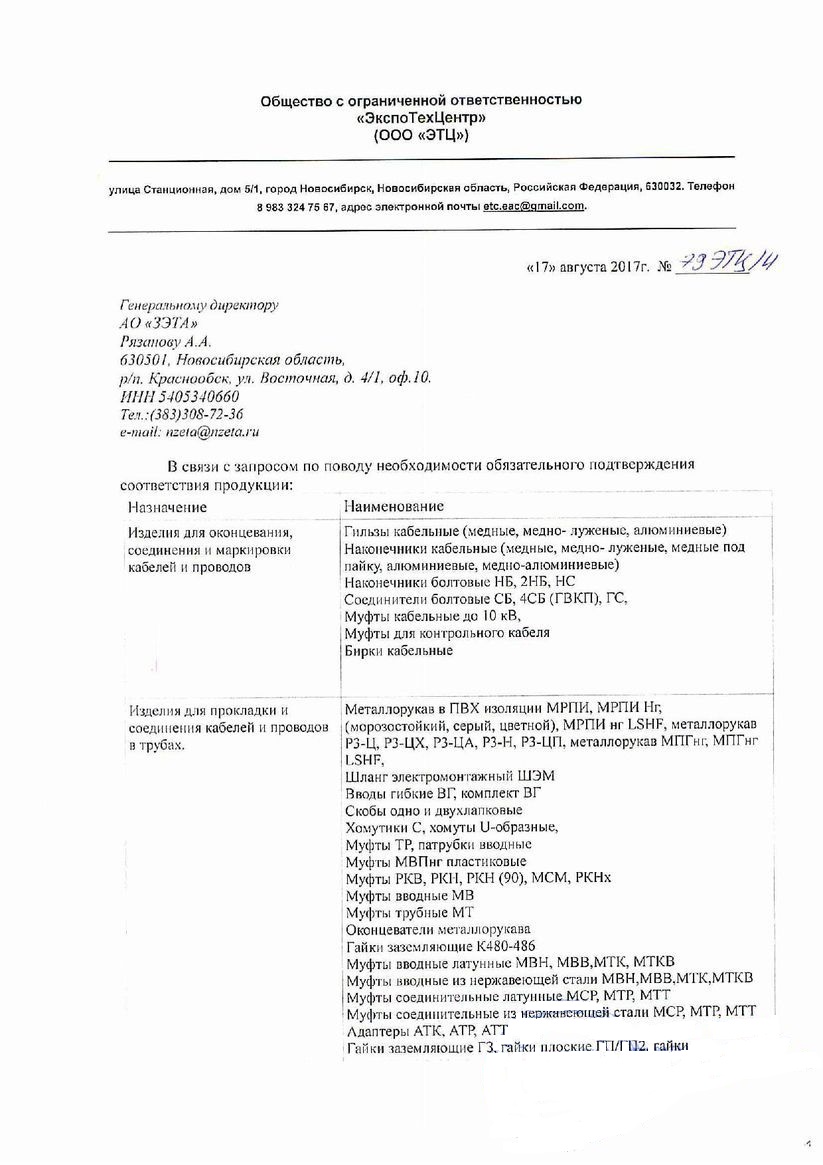 Общество с ограниченной ответственностью
«ЭкспоТехЦентр»
(ООО «ЭТЦ»)
улица Станционная, дом 5/1, город Новосибирск, Новосибирская область, Российская Федерация, 630032. Телефон
8 983 324 75 67, адрес электронной почты etc.eac@gmail.com.
«17» августа 2017г. № 79 ЭТЦ/И
Генеральному директору
АО «ЗЭТА»
Рязанову А.А.
630501, Новосибирская область,
р/п. Краснообск, ул. Восточная, д. 4/1, оф.10.
ИНН 5405340660
Тел.:(383)308-72-36
e-mail: nzeta@nzeta.ru
В связи с запросом по поводу необходимости обязательного подтверждения
соответствия продукции:
Назначение
Наименование
Изделия для оконцевания,
соединения и маркировки
кабелей и проводов
Гильзы кабельные (медные, медно- луженые, алюминиевые)
Наконечники кабельные (медные, медно- луженые, медные под
пайку, алюминиевые, медно-алюминиевые)
Наконечники болтовые НБ, 2НБ, НС
Соединители болтовые СБ, 4СБ (ГВКП), ГС,
Муфты кабельные до 10 кВ,
Муфты для контрольного кабеля
Бирки кабельные
Изделия для прокладки и
соединения кабелей и проводов
в трубах.
Металлорукав в ПВХ изоляции МРПИ, МРПИ Нг,
(морозостойкий, серый, цветной), МРПИ нг LSHF, металлорукав
РЗ-Ц, РЗ-ЦХ, РЗ-ЦА, РЗ-Н, РЗ-ЦП, металлорукав МПГнг, МПГнг
LSHF,
Шланг электромонтажный ШЭМ
Вводы гибкие ВГ, комплект ВГ
Скобы одно и двухлапковые
Хомутики С, хомуты U-образные,
Муфты ТР, патрубки вводные
Муфты МВПнг пластиковые
Муфты РКВ, РКН, РКН (90), МСМ, РКНх
Муфты вводные МВ
Муфты трубные МТ
Оконцеватели металлорукава
Гайки заземляющие К480-486
Муфты вводные латунные МВН, МВВ,МТК, МТКВ
Муфты вводные из нержавеющей стали МВН,МВВ,МТК,МТКВ
Муфты соединительные латунные МСР, МТР, МТТ
Муфты соединительные из нержавеющей стали МСР, МТР, МТТ
Адаптеры АТК, АТР, АТТ
Гайки заземляющие ГЗ, гайки плоские ГП/ГП2, гайки